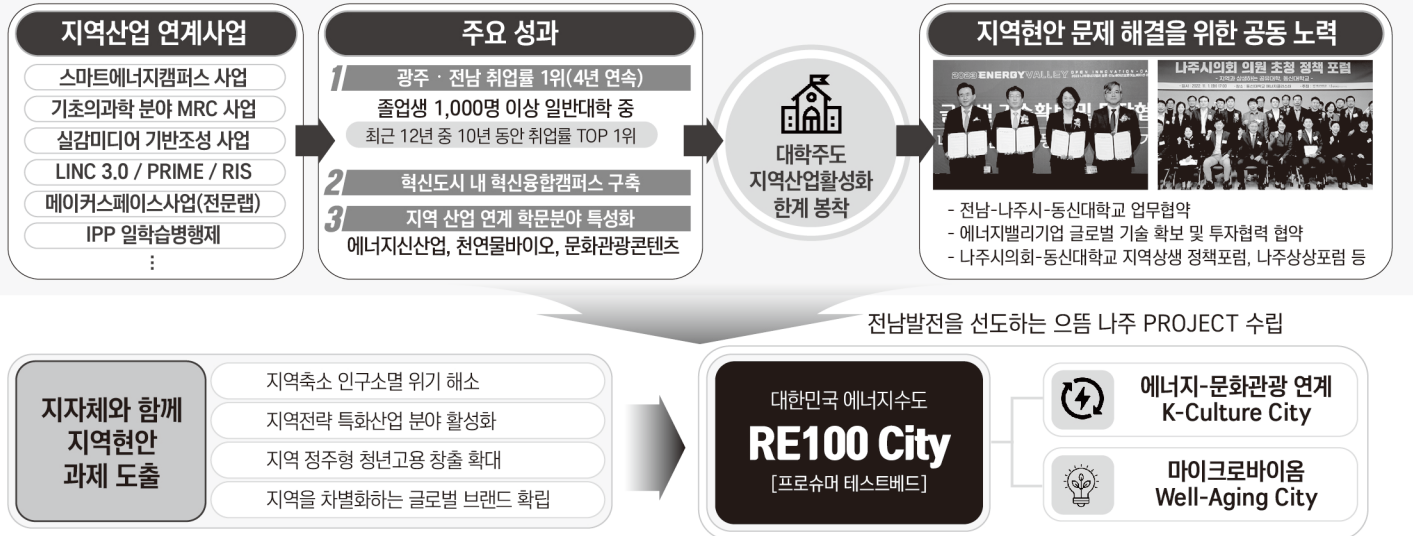 지역산업 연계사업
스마트에너지캠퍼스 사업
기초의과학 분야 MRC 사업
실감미디어 기반조성 사업
LINC 3.0 / PRIME / RIS
메이커스페이스사업(전문랩)
IPP 일학습병행제
⋮
주요 성과
1 광주 · 전남 취업률 1위(4년 연속)
졸업생 1,000명 이상 일반대학 중
최근 12년 중 10년 동안 취업률 TOP 1위
2 혁신도시 내 혁신융합캠퍼스 구축
3 지역 산업 연계 학문분야 특성화
에너지신산업, 천연물바이오, 문화관광콘텐츠
대학주도
지역산업활성화
한계 봉착
지역현안 문제 해결을 위한 공동 노력
2023 ENERGY VALLEY
나주시의회 의원 초청 정책 포럼
- 전남-나주시-동신대학교 업무협약
- 에너지밸리기업 글로벌 기술 확보 및 투자협력 협약
- 나주시의회-동신대학교 지역상생 정책포럼, 나주상상포럼 등
전남발전을 선도하는 으뜸 나주 PROJECT 수립
지자체와 함께
지역현안
과제 도출
지역축소 인구소멸 위기 해소
지역전략 특화산업 분야 활성화
지역 정주형 청년고용 창출 확대
지역을 차별화하는 글로벌 브랜드 확립
대한민국 에너지수도
RE100 City
[프로슈머 테스트베드]
에너지-문화관광 연계
K-Culture City
마이크로바이옴
Well-Aging City